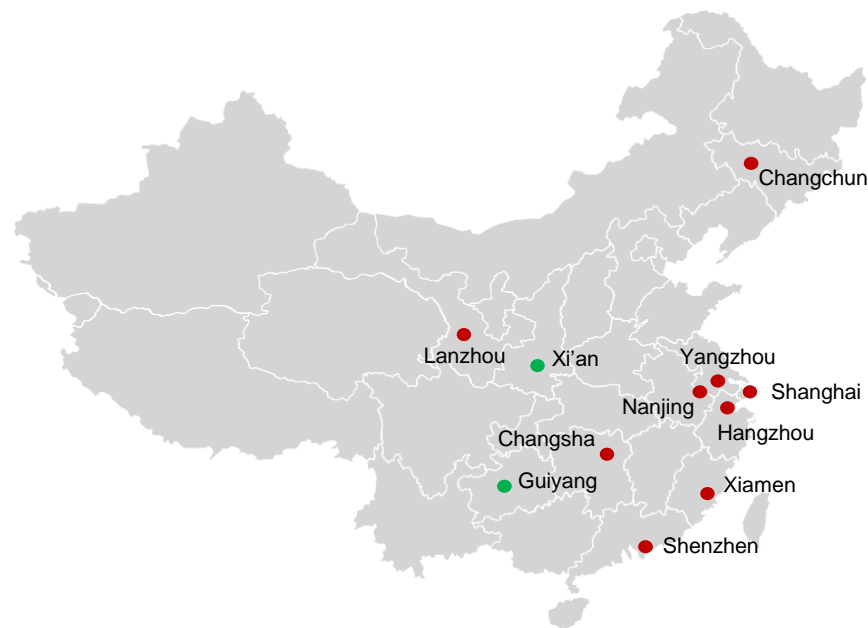 Changchun
Lanzhou
Xi’an
Yangzhou
Shanghai
Nanjing
Hangzhou
Changsha
Guiyang
Xiamen
Shenzhen